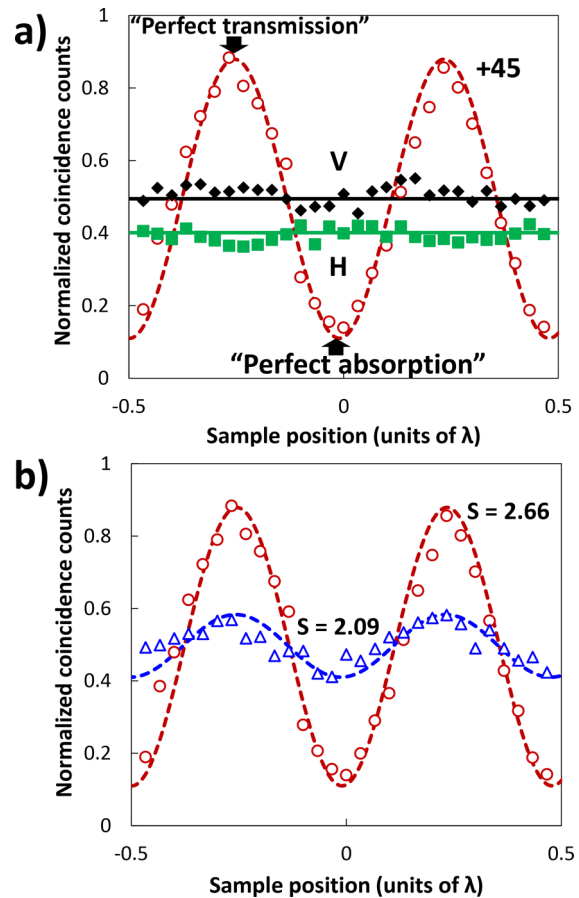 a)
“Perfect transmission”
+45
V
H
“Perfect absorption”
Normalized coincidence counts
1
0.8
0.6
0.4
0.2
0
-0.5
0
0.5
Sample position (units of λ)
b)
S = 2.66
S = 2.09
Normalized coincidence counts
1
0.8
0.6
0.4
0.2
0
-0.5
0
0.5
Sample position (units of λ)